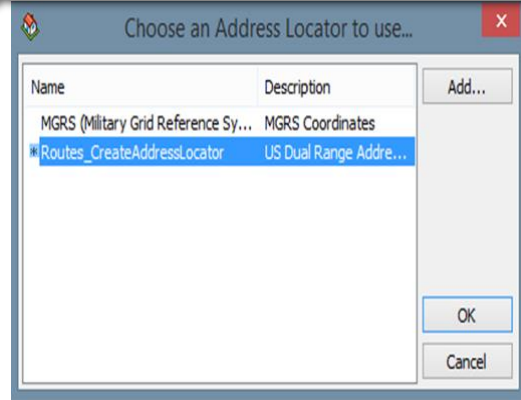 Choose an Address Locator to use...
x
Name Description Add...
MGRS (Military Grid Reference Sy... MGRS Coordinates
* Routes_CreateAddressLocator US Dual Range Addre...
OK
Cancel